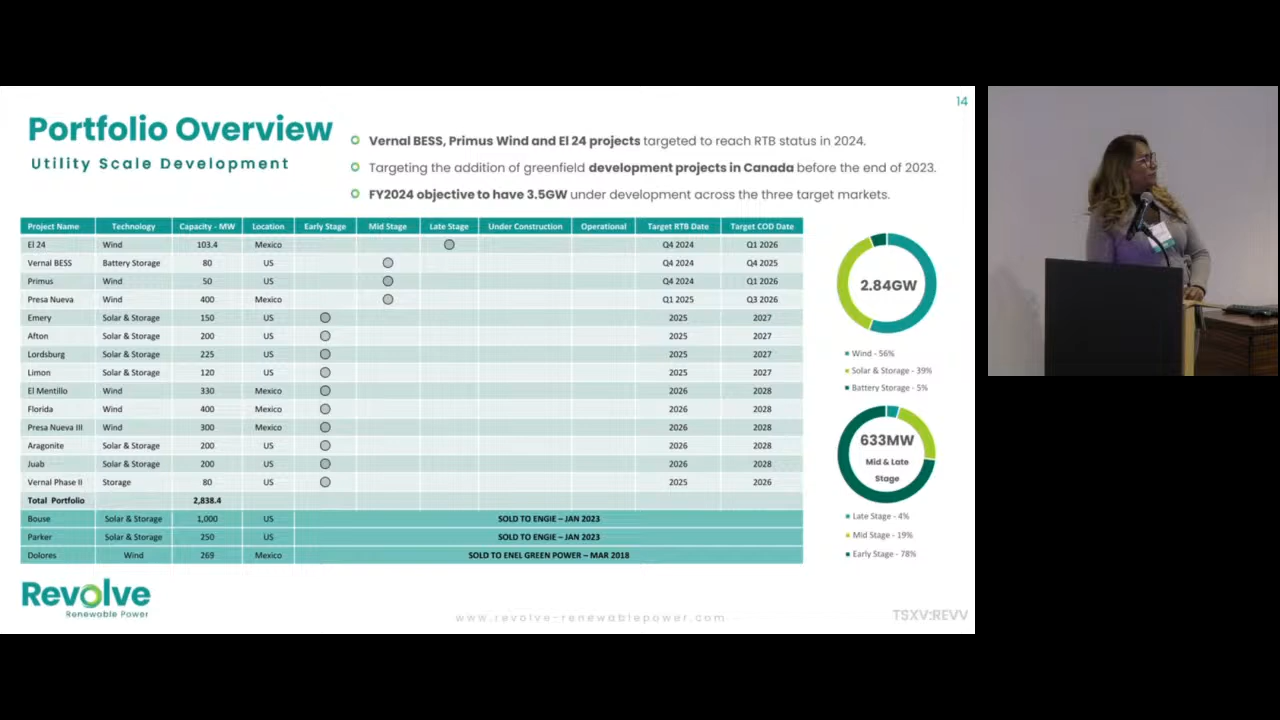 14
Portfolio Overview
Utility Scale Development
Vernal BESS, Primus Wind and El 24 projects targeted to reach RTB status in 2024.
Targeting the addition of greenfield development projects in Canada before the end of 2023.
FY2024 objective to have 3.5GW under development across the three target markets.
Project Name Technology Capacity - MW Location Early Stage Mid Stage Late Stage Under Construction Operational Target RTB Date Target COD Date
El 24 Wind 103.4 Mexico Q4 2024 Q1 2026
Vernal BESS Battery Storage 80 US Q4 2024 Q4 2025
Primus Wind 50 US Q4 2024 Q1 2026
Presa Nueva Wind 400 Mexico Q1 2025 Q3 2026
Emery Solar & Storage 150 US 2025 2027
Afton Solar & Storage 200 US 2025 2027
Lordsburg Solar & Storage 225 US 2025 2027
Limon Solar & Storage 120 US 2025 2027
El Mentillo Wind 330 Mexico 2026 2028
Florida Wind 400 Mexico 2026 2028
Presa Nueva III Wind 300 Mexico 2026 2028
Aragonite Solar & Storage 200 US 2026 2028
Juab Solar & Storage 200 US 2026 2028
Vernal Phase II Storage 80 US 2025 2026
Total Portfolio 2,838.4
Bouse Solar & Storage 1,000 US SOLD TO ENGIE – JAN 2023
Parker Solar & Storage 250 US SOLD TO ENGIE – JAN 2023
Dolores Wind 269 Mexico SOLD TO ENEL GREEN POWER – MAR 2018
2.84GW
Wind - 56%
Solar & Storage - 39%
Battery Storage - 5%
633MW
Mid & Late
Stage
Late Stage - 4%
Mid Stage - 19%
Early Stage - 78%
Revolve
Renewable Power
www.revolve-renewablepower.com
TSXV:REVV